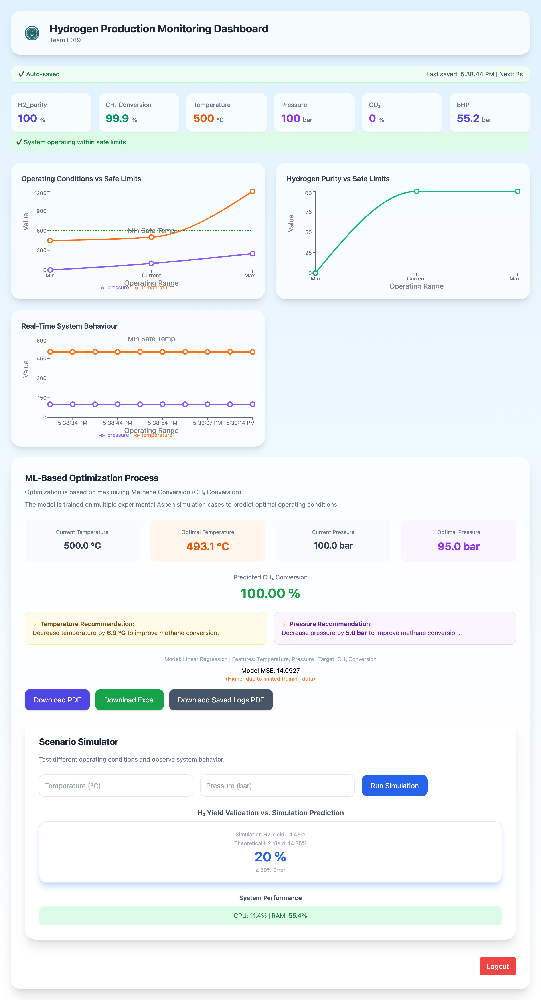 Hydrogen Production Monitoring Dashboard
Team F019
✔ Auto-saved
Last saved: 5:38:44 PM | Next: 2s
H2_purity
100 %
CH₄ Conversion
99.9 %
Temperature
500 °C
Pressure
100 bar
CO₂
0 %
BHP
55.2 bar
✔ System operating within safe limits
Operating Conditions vs Safe Limits
1200
900
600
300
0
Value
Min Safe Temp
Min
Current
Max
Operating Range
pressure
temperature
Hydrogen Purity vs Safe Limits
100
75
50
25
0
Value
Min
Current
Max
Operating Range
Real-Time System Behaviour
600
450
300
150
0
Value
Min Safe Temp
5:38:34 PM
5:38:44 PM
5:38:54 PM
5:39:07 PM
5:39:14 PM
Operating Range
pressure
temperature
ML-Based Optimization Process
Optimization is based on maximizing Methane Conversion (CH₄ Conversion).
The model is trained on multiple experimental Aspen simulation cases to predict optimal operating conditions.
Current Temperature
500.0 °C
Optimal Temperature
493.1 °C
Current Pressure
100.0 bar
Optimal Pressure
95.0 bar
Predicted CH₄ Conversion
100.00 %
⚡ Temperature Recommendation:
Decrease temperature by 6.9 °C to improve methane conversion.
⚡ Pressure Recommendation:
Decrease pressure by 5.0 bar to improve methane conversion.
Model: Linear Regression | Features: Temperature, Pressure | Target: CH₄ Conversion
Model MSE: 14.0927
(Higher due to limited training data)
Download PDF
Download Excel
Downlaod Saved Logs PDF
Scenario Simulator
Test different operating conditions and observe system behavior.
Temperature (°C)
Pressure (bar)
Run Simulation
H₂ Yield Validation vs. Simulation Prediction
Simulation H2 Yield: 11.48%
Theoretical H2 Yield: 14.35%
20 %
≤ 20% Error
System Performance
CPU: 11.4% | RAM: 55.4%
Logout